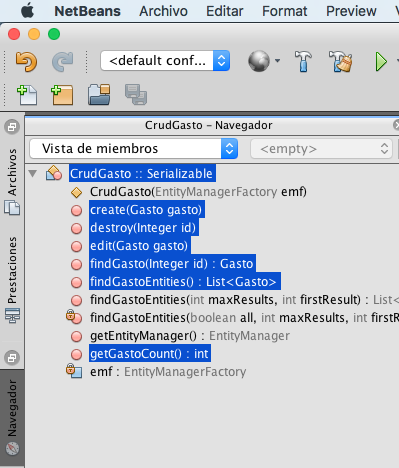 NetBeans Archivo Editar Format Preview
<default conf...
CrudGasto – Navegador
Vista de miembros <empty>
Archivos
Prestaciones
Navegador
CrudGasto :: Serializable
CrudGasto(EntityManagerFactory emf)
create(Gasto gasto)
destroy(Integer id)
edit(Gasto gasto)
findGasto(Integer id) : Gasto
findGastoEntities() : List<Gasto>
findGastoEntities(int maxResults, int firstResult) : List<
findGastoEntities(boolean all, int maxResults, int firstR
getEntityManager() : EntityManager
getGastoCount() : int
emf : EntityManagerFactory